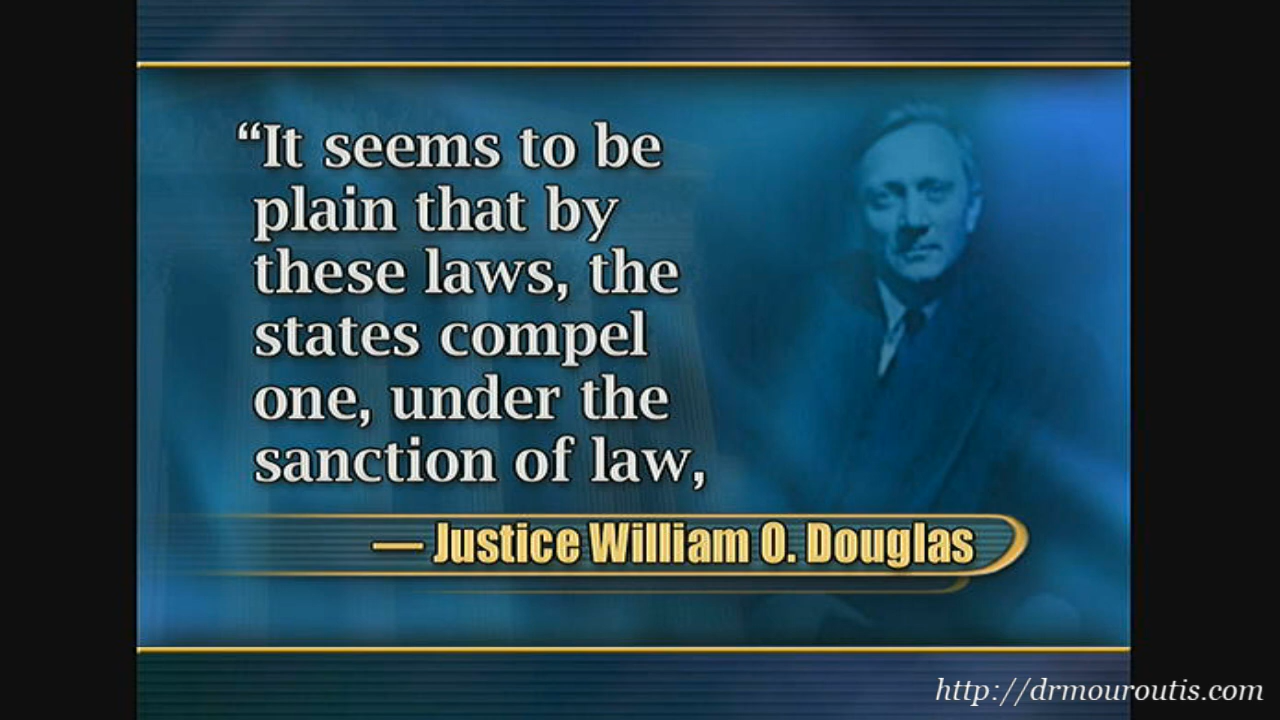 “It seems to be
plain that by
these laws, the
states compel
one, under the
sanction of law,
— Justice William O. Douglas
http://drmouroutis.com